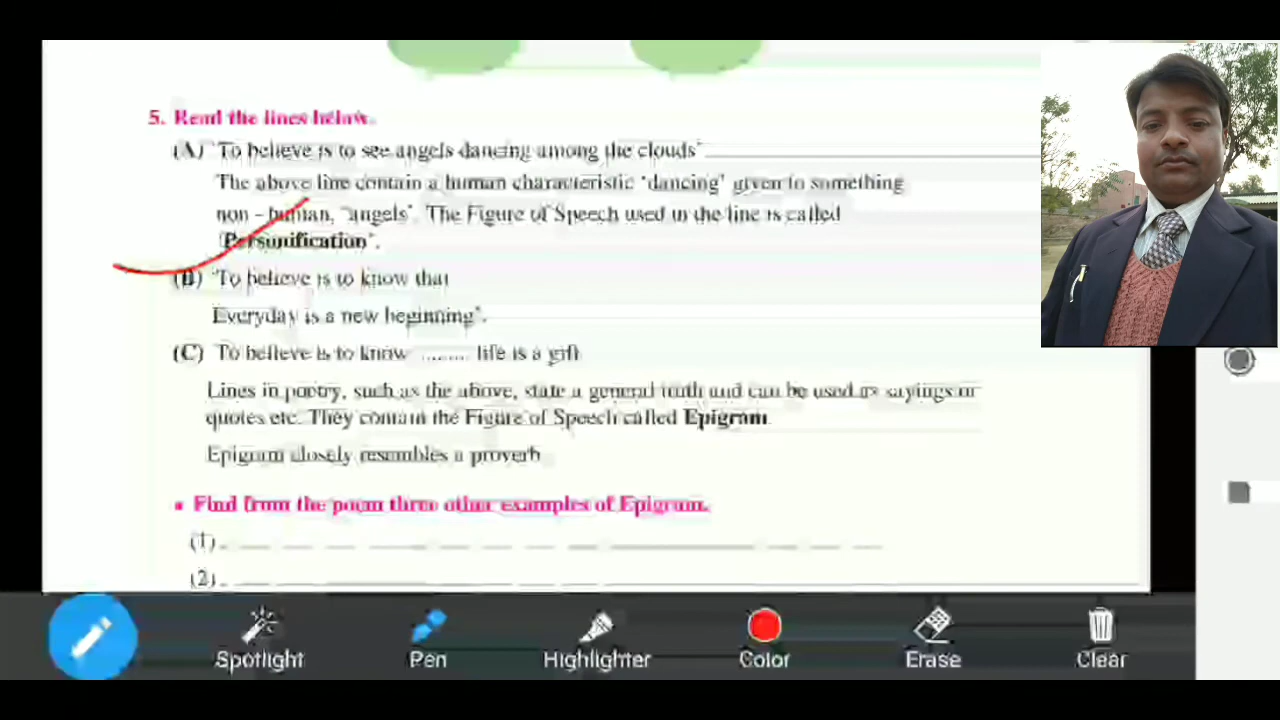 5. Read the lines below.
(A) 'To believe is to see angels dancing among the clouds'
The above line contain a human characteristic 'dancing' given to something
non - human, 'angels'. The Figure of Speech used in the line is called
'Personification'.
(B) 'To believe is to know that
Everyday is a new beginning'.
(C) To believe is to know ........ life is a gift
Lines in poetry, such as the above, state a general truth and can be used as sayings or
quotes etc. They contain the Figure of Speech called Epigram.
Epigram closely resembles a proverb
• Find from the poem three other examples of Epigram.
(1)
(2)
Spotlight Pen Highlighter Color Erase Clear